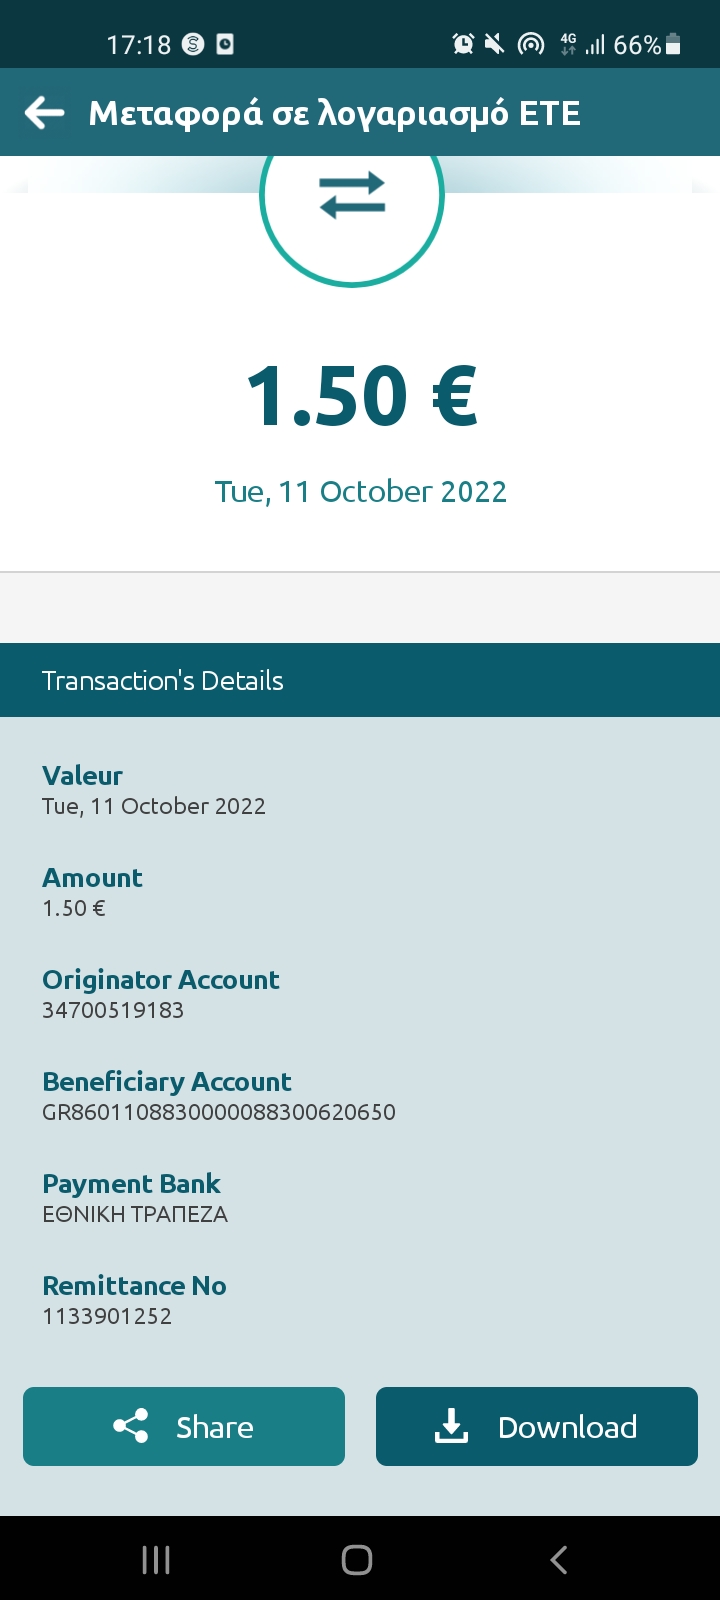 17:18 4G 66%
Μεταφορά σε λογαριασμό ΕΤΕ
1.50 €
Tue, 11 October 2022
Transaction's Details
Valeur
Tue, 11 October 2022
Amount
1.50 €
Originator Account
34700519183
Beneficiary Account
GR8601108830000088300620650
Payment Bank
ΕΘΝΙΚΗ ΤΡΑΠΕΖΑ
Remittance No
1133901252
Share
Download